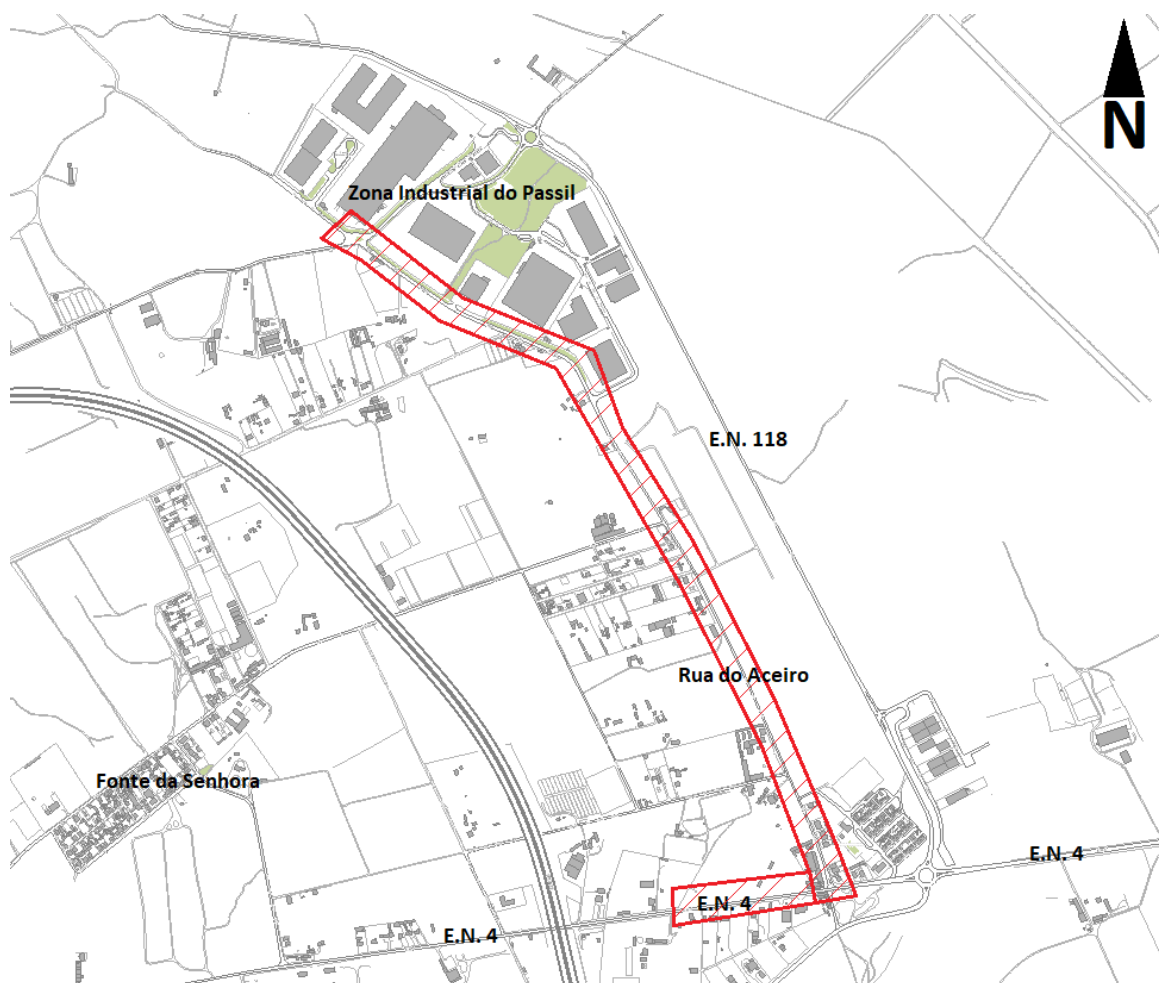 N
Zona Industrial do Passil
E.N. 118
Rua do Aceiro
Fonte da Senhora
E.N. 4
E.N. 4
E.N. 4